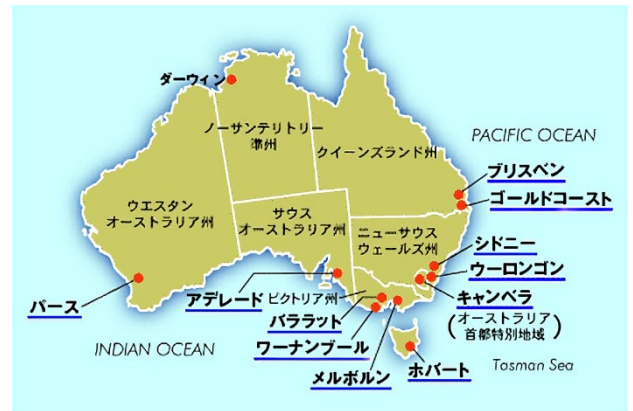 ダーウィン
ノーサンテリトリー
準州
クイーンズランド州
PACIFIC OCEAN
ブリスベン
ゴールドコースト
ウエスタン
オーストラリア州
サウス
オーストラリア州
ニューサウス
ウェールズ州
シドニー
ウーロンゴン
キャンベラ
(オーストラリア
首都特別地域)
パース
アデレード
ビクトリア州
バララット
ワーナンブール
メルボルン
ホバート
INDIAN OCEAN
Tasman Sea